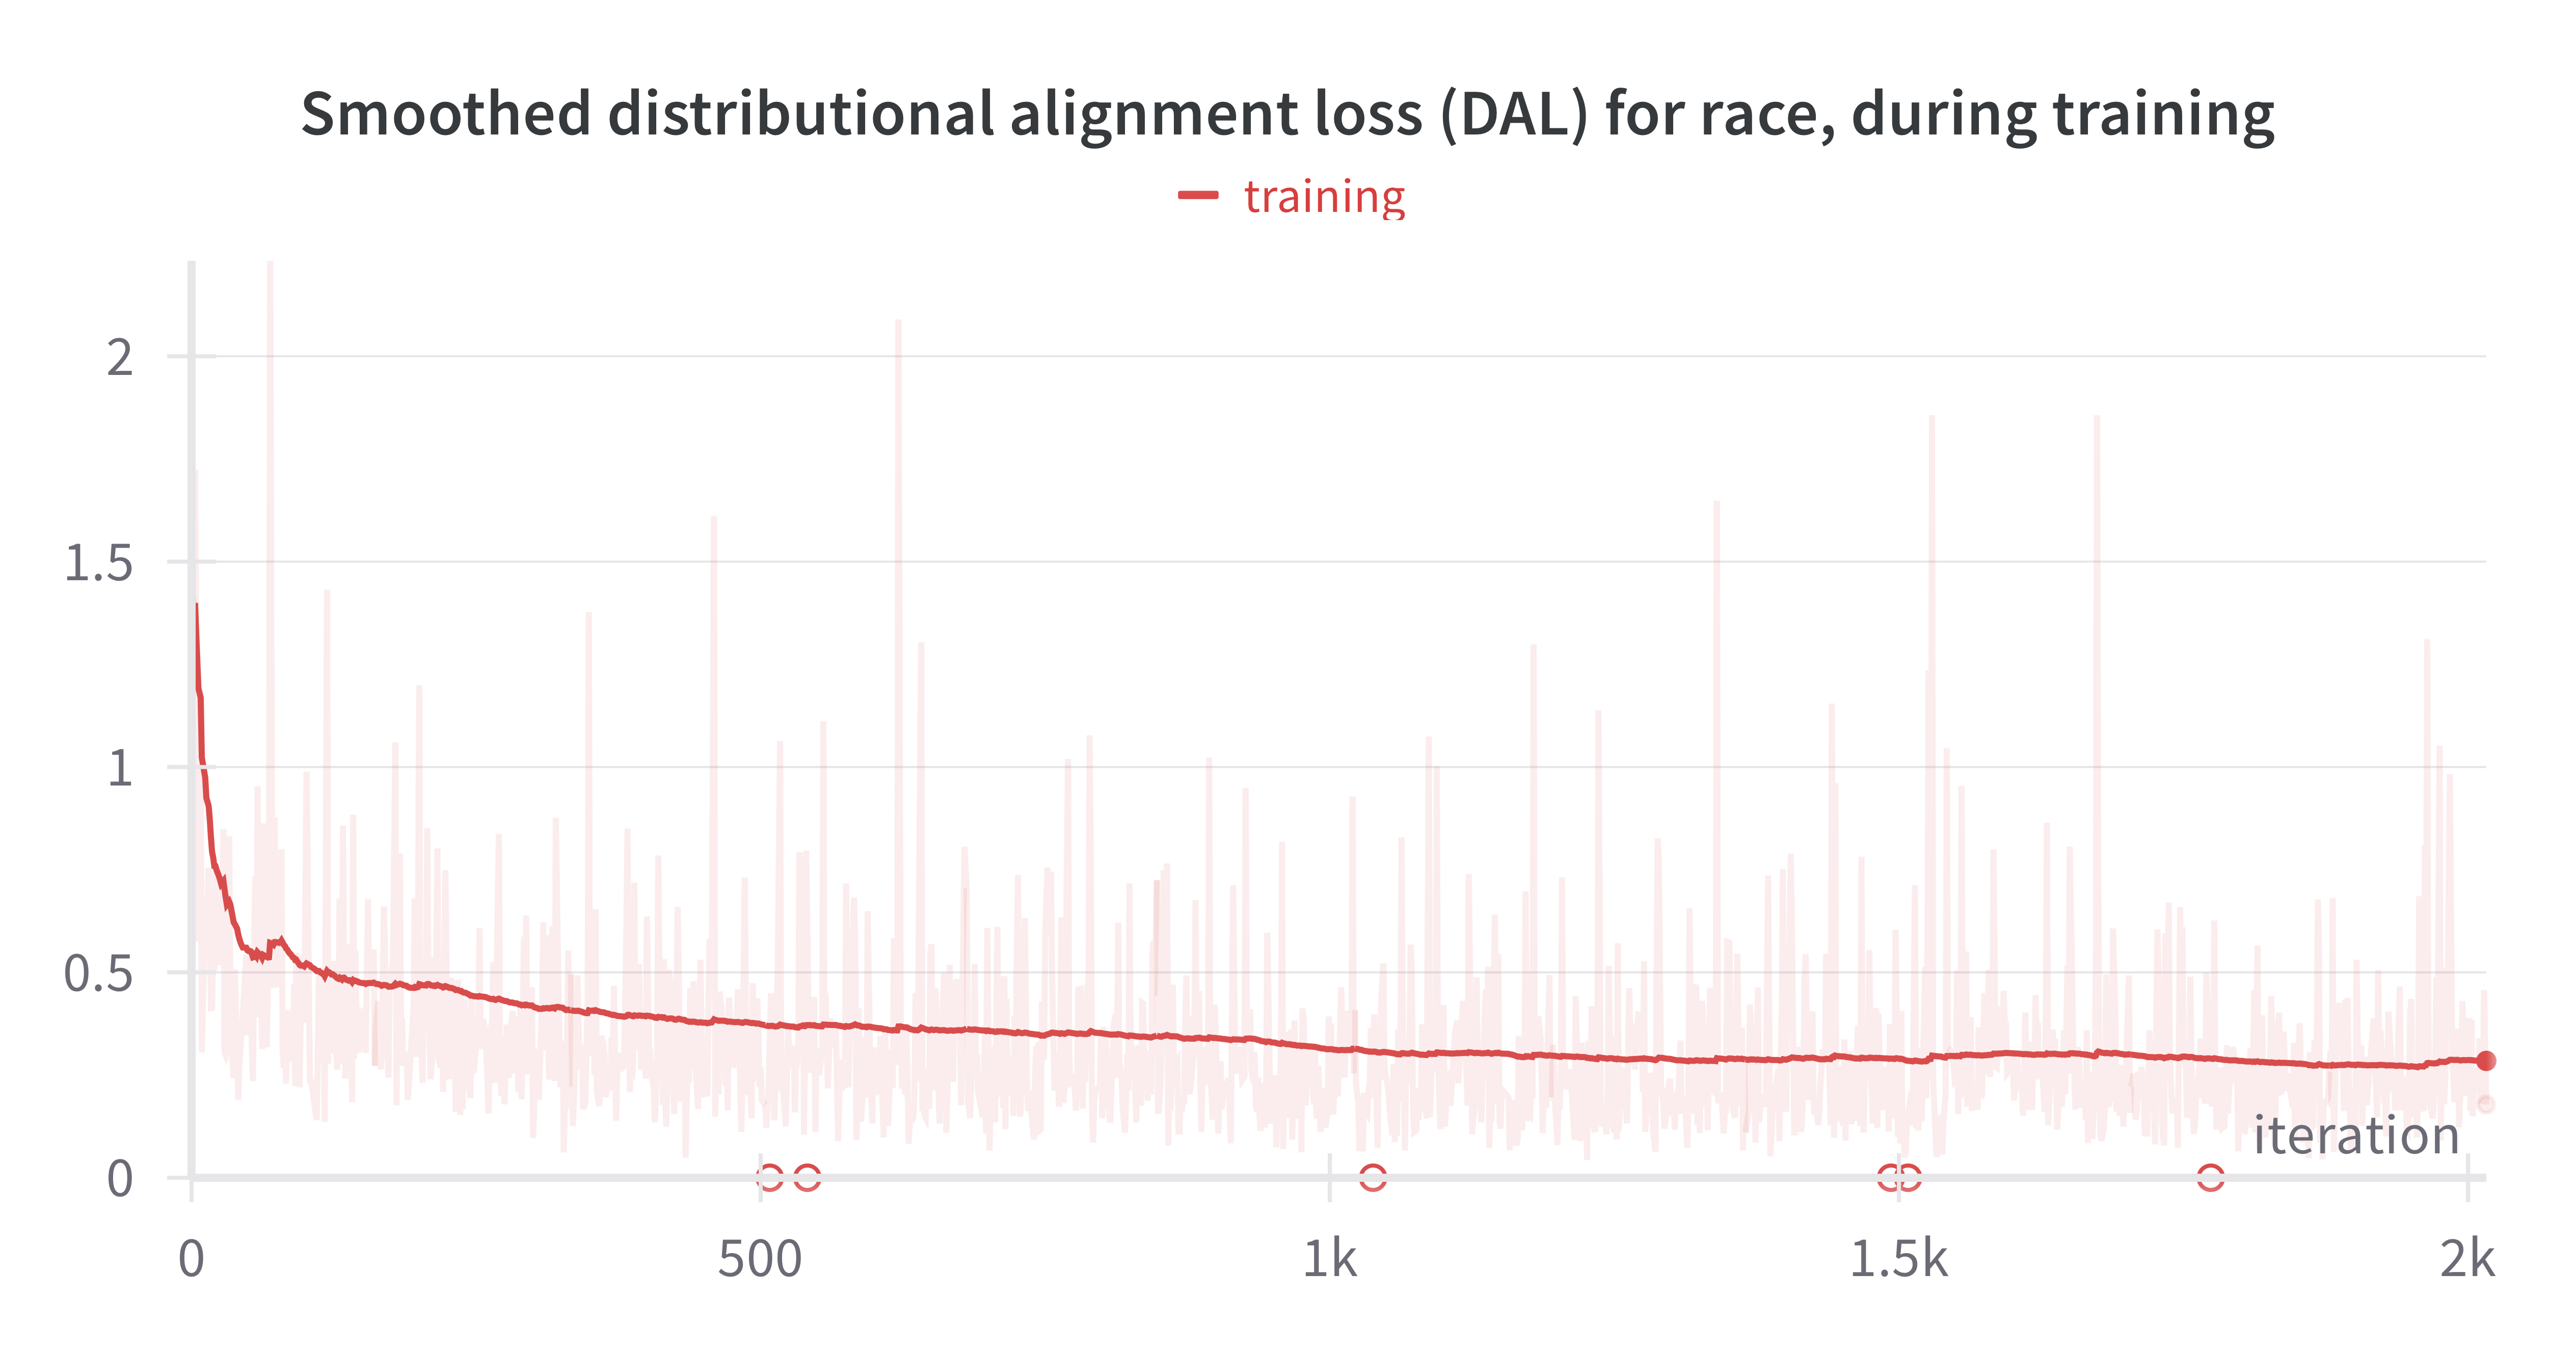 Smoothed distributional alignment loss (DAL) for race, during training
training
2
1.5
1
0.5
0
iteration
0 500 1k 1.5k 2k